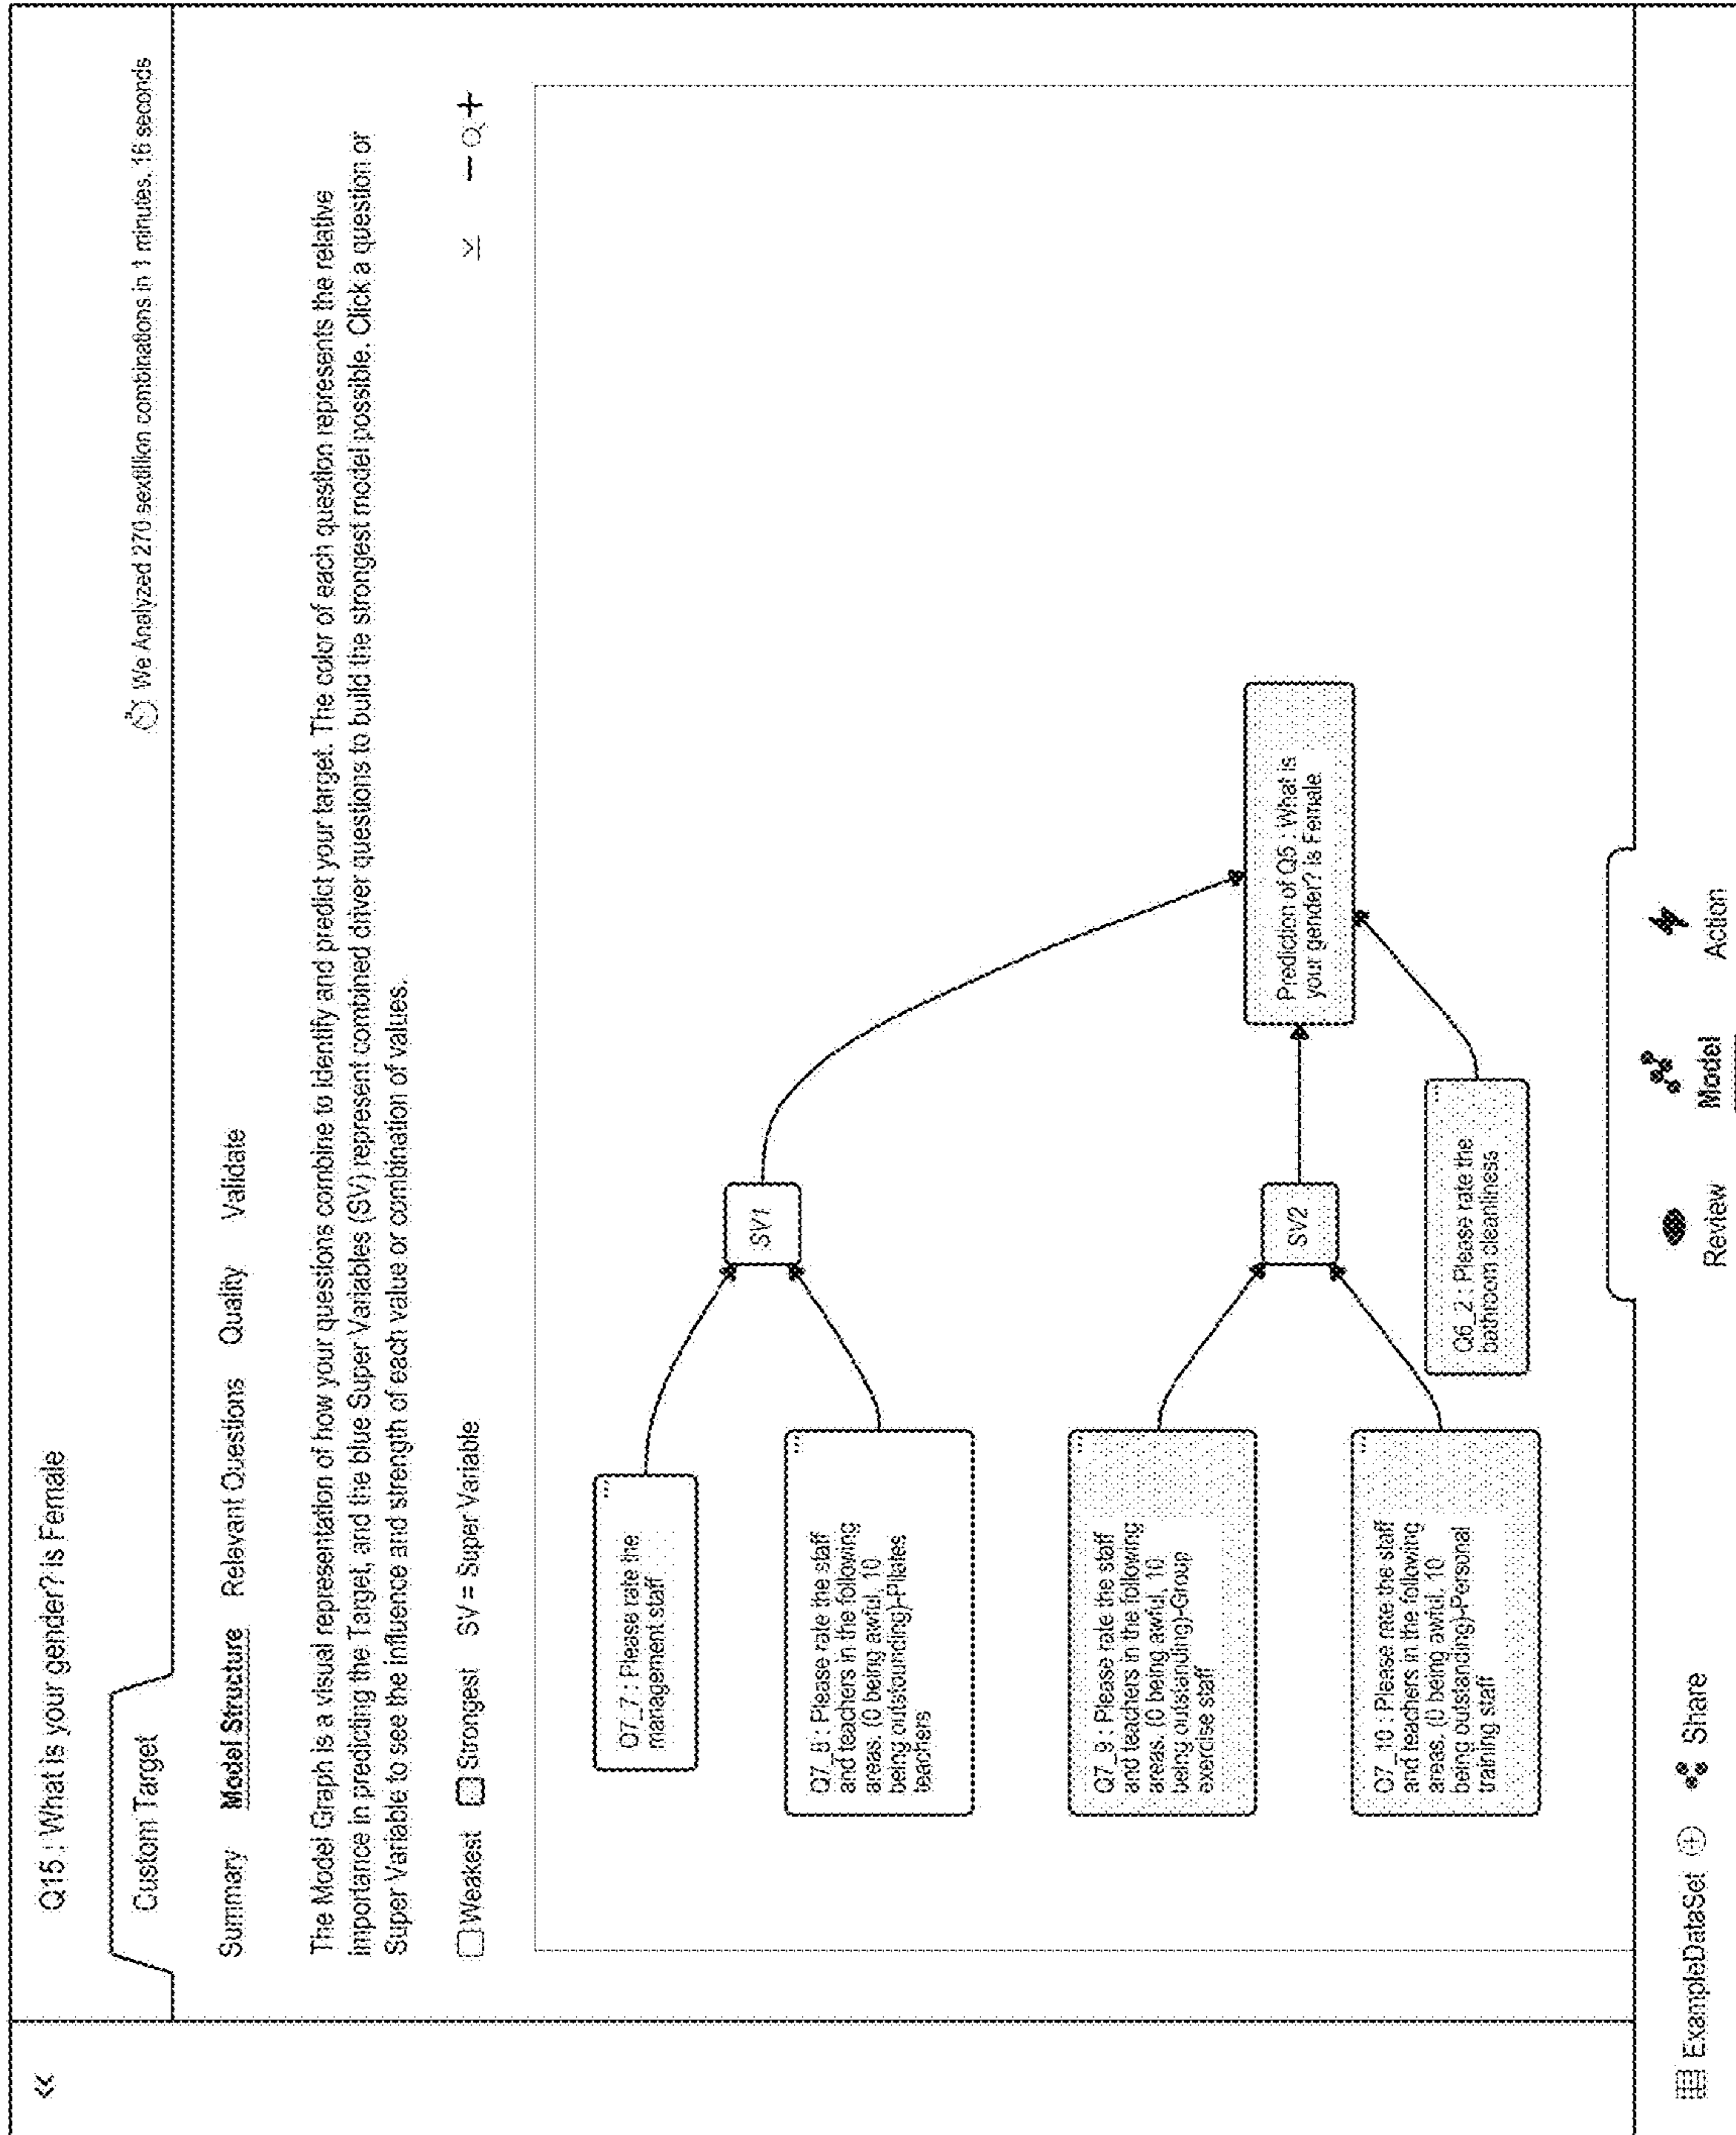 Q15 : What is your gender? is Female
Custom Target
We Analyzed 270 sextillion combinations in 1 minutes, 16 seconds
Summary Model Structure Relevant Questions Quality Validate
The Model Graph is a visual representation of how your questions combine to identify and predict your target. The color of each question represents the relative
importance in predicting the Target, and the blue Super Variables (SV) represent combined driver questions to build the strongest model possible. Click a question or
Super Variable to see the influence and strength of each value or combination of values.
Weakest Strongest SV = Super Variable
Q7_7 : Please rate the
management staff
Q7_8 : Please rate the staff
and teachers in the following
areas. (0 being awful, 10
being outstounding)-Pilates
teachers
SV1
Q7_9 : Please rate the staff
and teachers in the following
areas. (0 being awful, 10
being outstanding)-Group
exercise staff
Q7_10 : Please rate the staff
and teachers in the following
areas. (0 being awful, 10
being outstanding)-Personal
training staff
SV2
Q6_2 : Please rate the
bathroom cleanliness
Prediction of Q5 : What is
your gender? is Female
ExampleDataSet Share Review Model Action